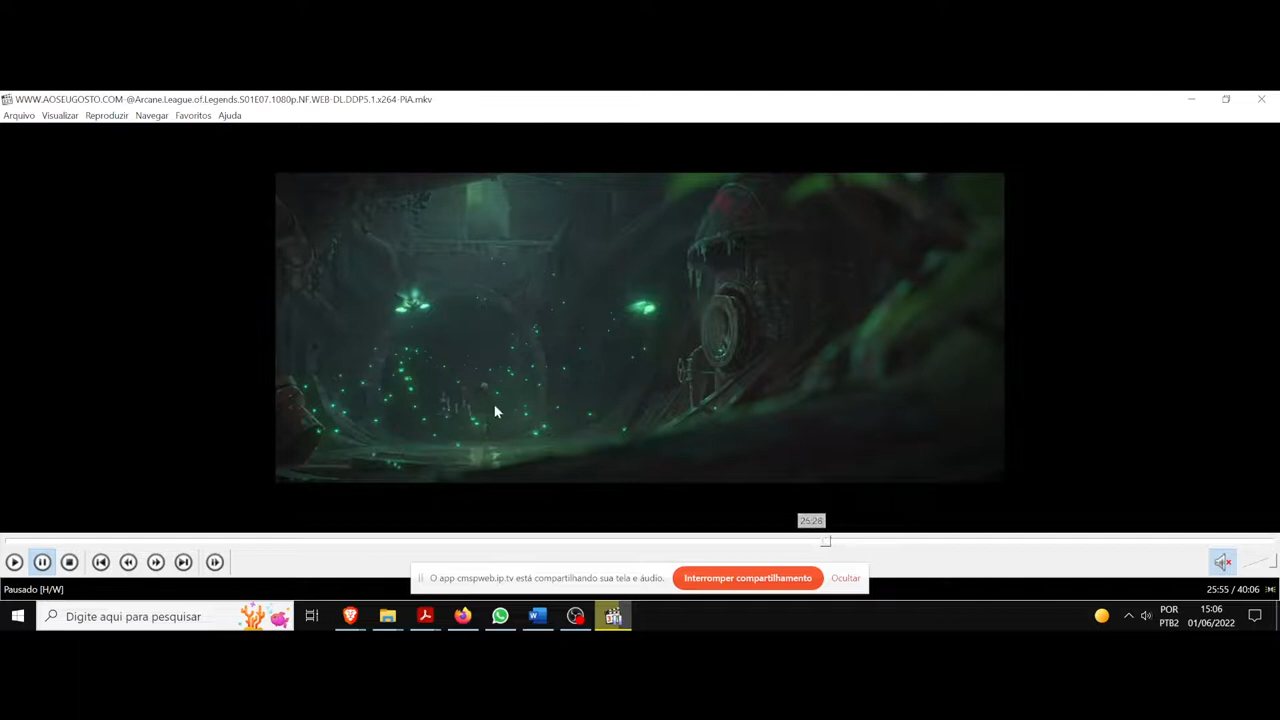 WWW.AOSEUGOSTO.COM-@Arcane.League.of.Legends.S01E07.1080p.NF.WEB-DL.DDP5.1.x264-PiA.mkv
Arquivo Visualizar Reproduzir Navegar Favoritos Ajuda
25:28
O app cmspweb.ip.tv está compartilhando sua tela e áudio. Interromper compartilhamento Ocultar
Pausado [H/W] 25:55 / 40:06
Digite aqui para pesquisar
POR 15:06
PTB2 01/06/2022